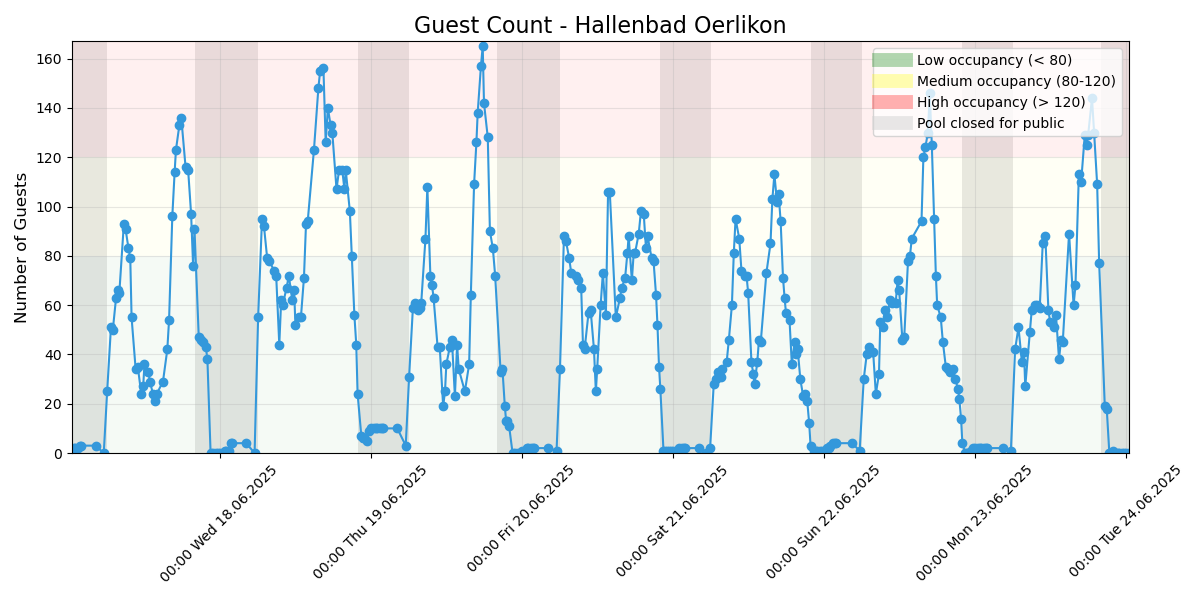 Guest Count - Hallenbad Oerlikon
Number of Guests
160
140
120
100
80
60
40
20
0
Low occupancy (< 80)
Medium occupancy (80-120)
High occupancy (> 120)
Pool closed for public
00:00 Wed 18.06.2025
00:00 Thu 19.06.2025
00:00 Fri 20.06.2025
00:00 Sat 21.06.2025
00:00 Sun 22.06.2025
00:00 Mon 23.06.2025
00:00 Tue 24.06.2025